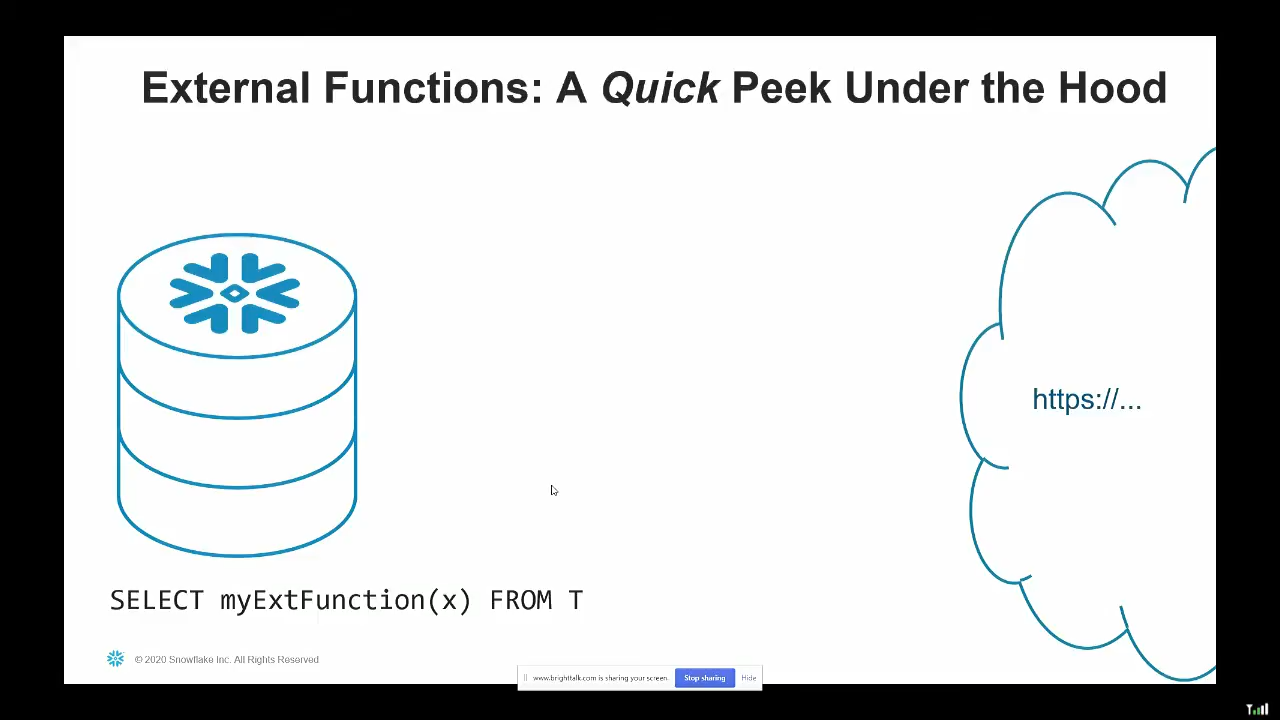 External Functions: A Quick Peek Under the Hood
https://...
SELECT myExtFunction(x) FROM T
© 2020 Snowflake Inc. All Rights Reserved
www.brighttalk.com is sharing your screen. Stop sharing Hide